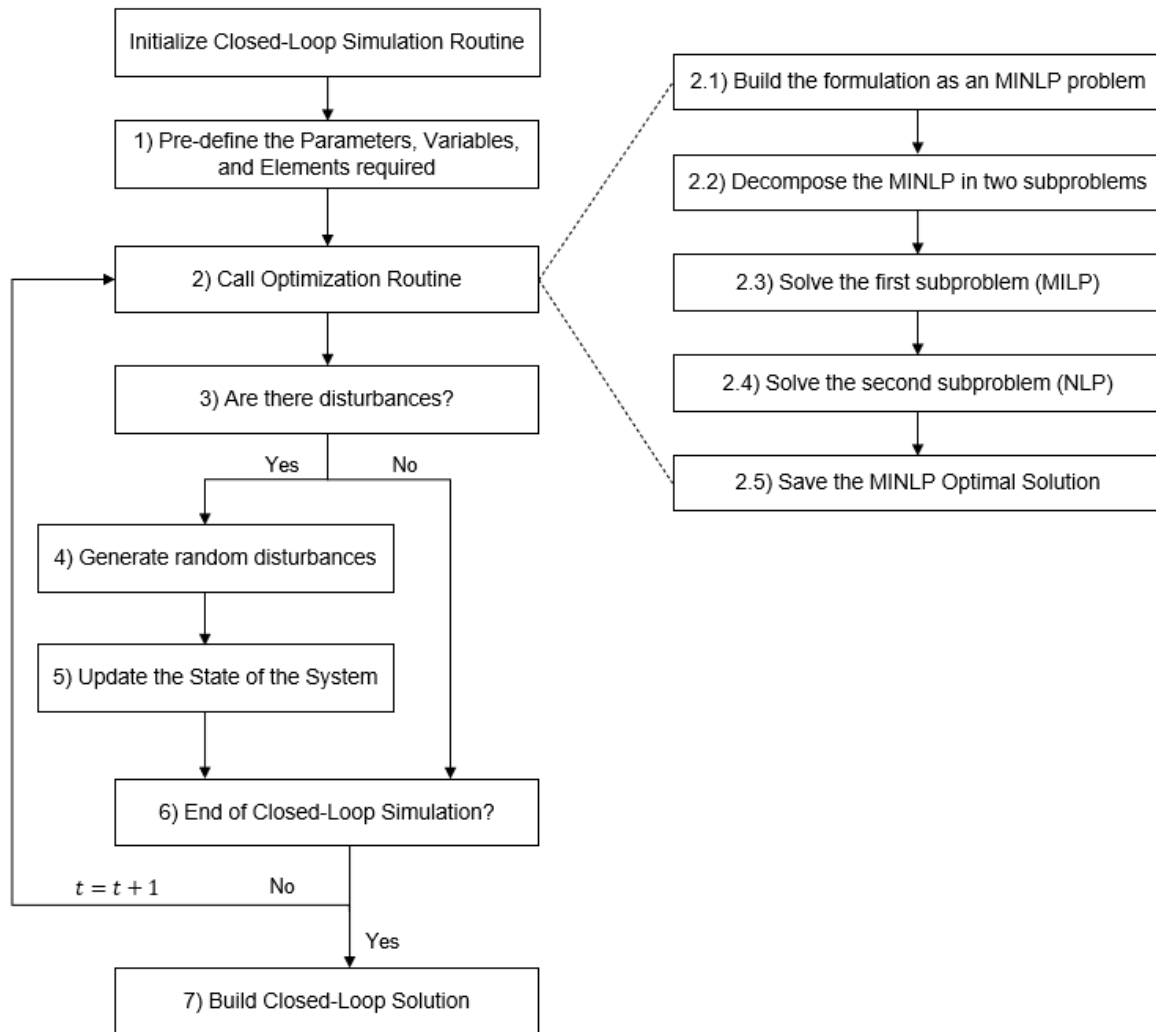 Initialize Closed-Loop Simulation Routine
1) Pre-define the Parameters, Variables,
and Elements required
2) Call Optimization Routine
3) Are there disturbances?
Yes
No
4) Generate random disturbances
5) Update the State of the System
6) End of Closed-Loop Simulation?
t = t + 1
No
Yes
7) Build Closed-Loop Solution
2.1) Build the formulation as an MINLP problem
2.2) Decompose the MINLP in two subproblems
2.3) Solve the first subproblem (MILP)
2.4) Solve the second subproblem (NLP)
2.5) Save the MINLP Optimal Solution